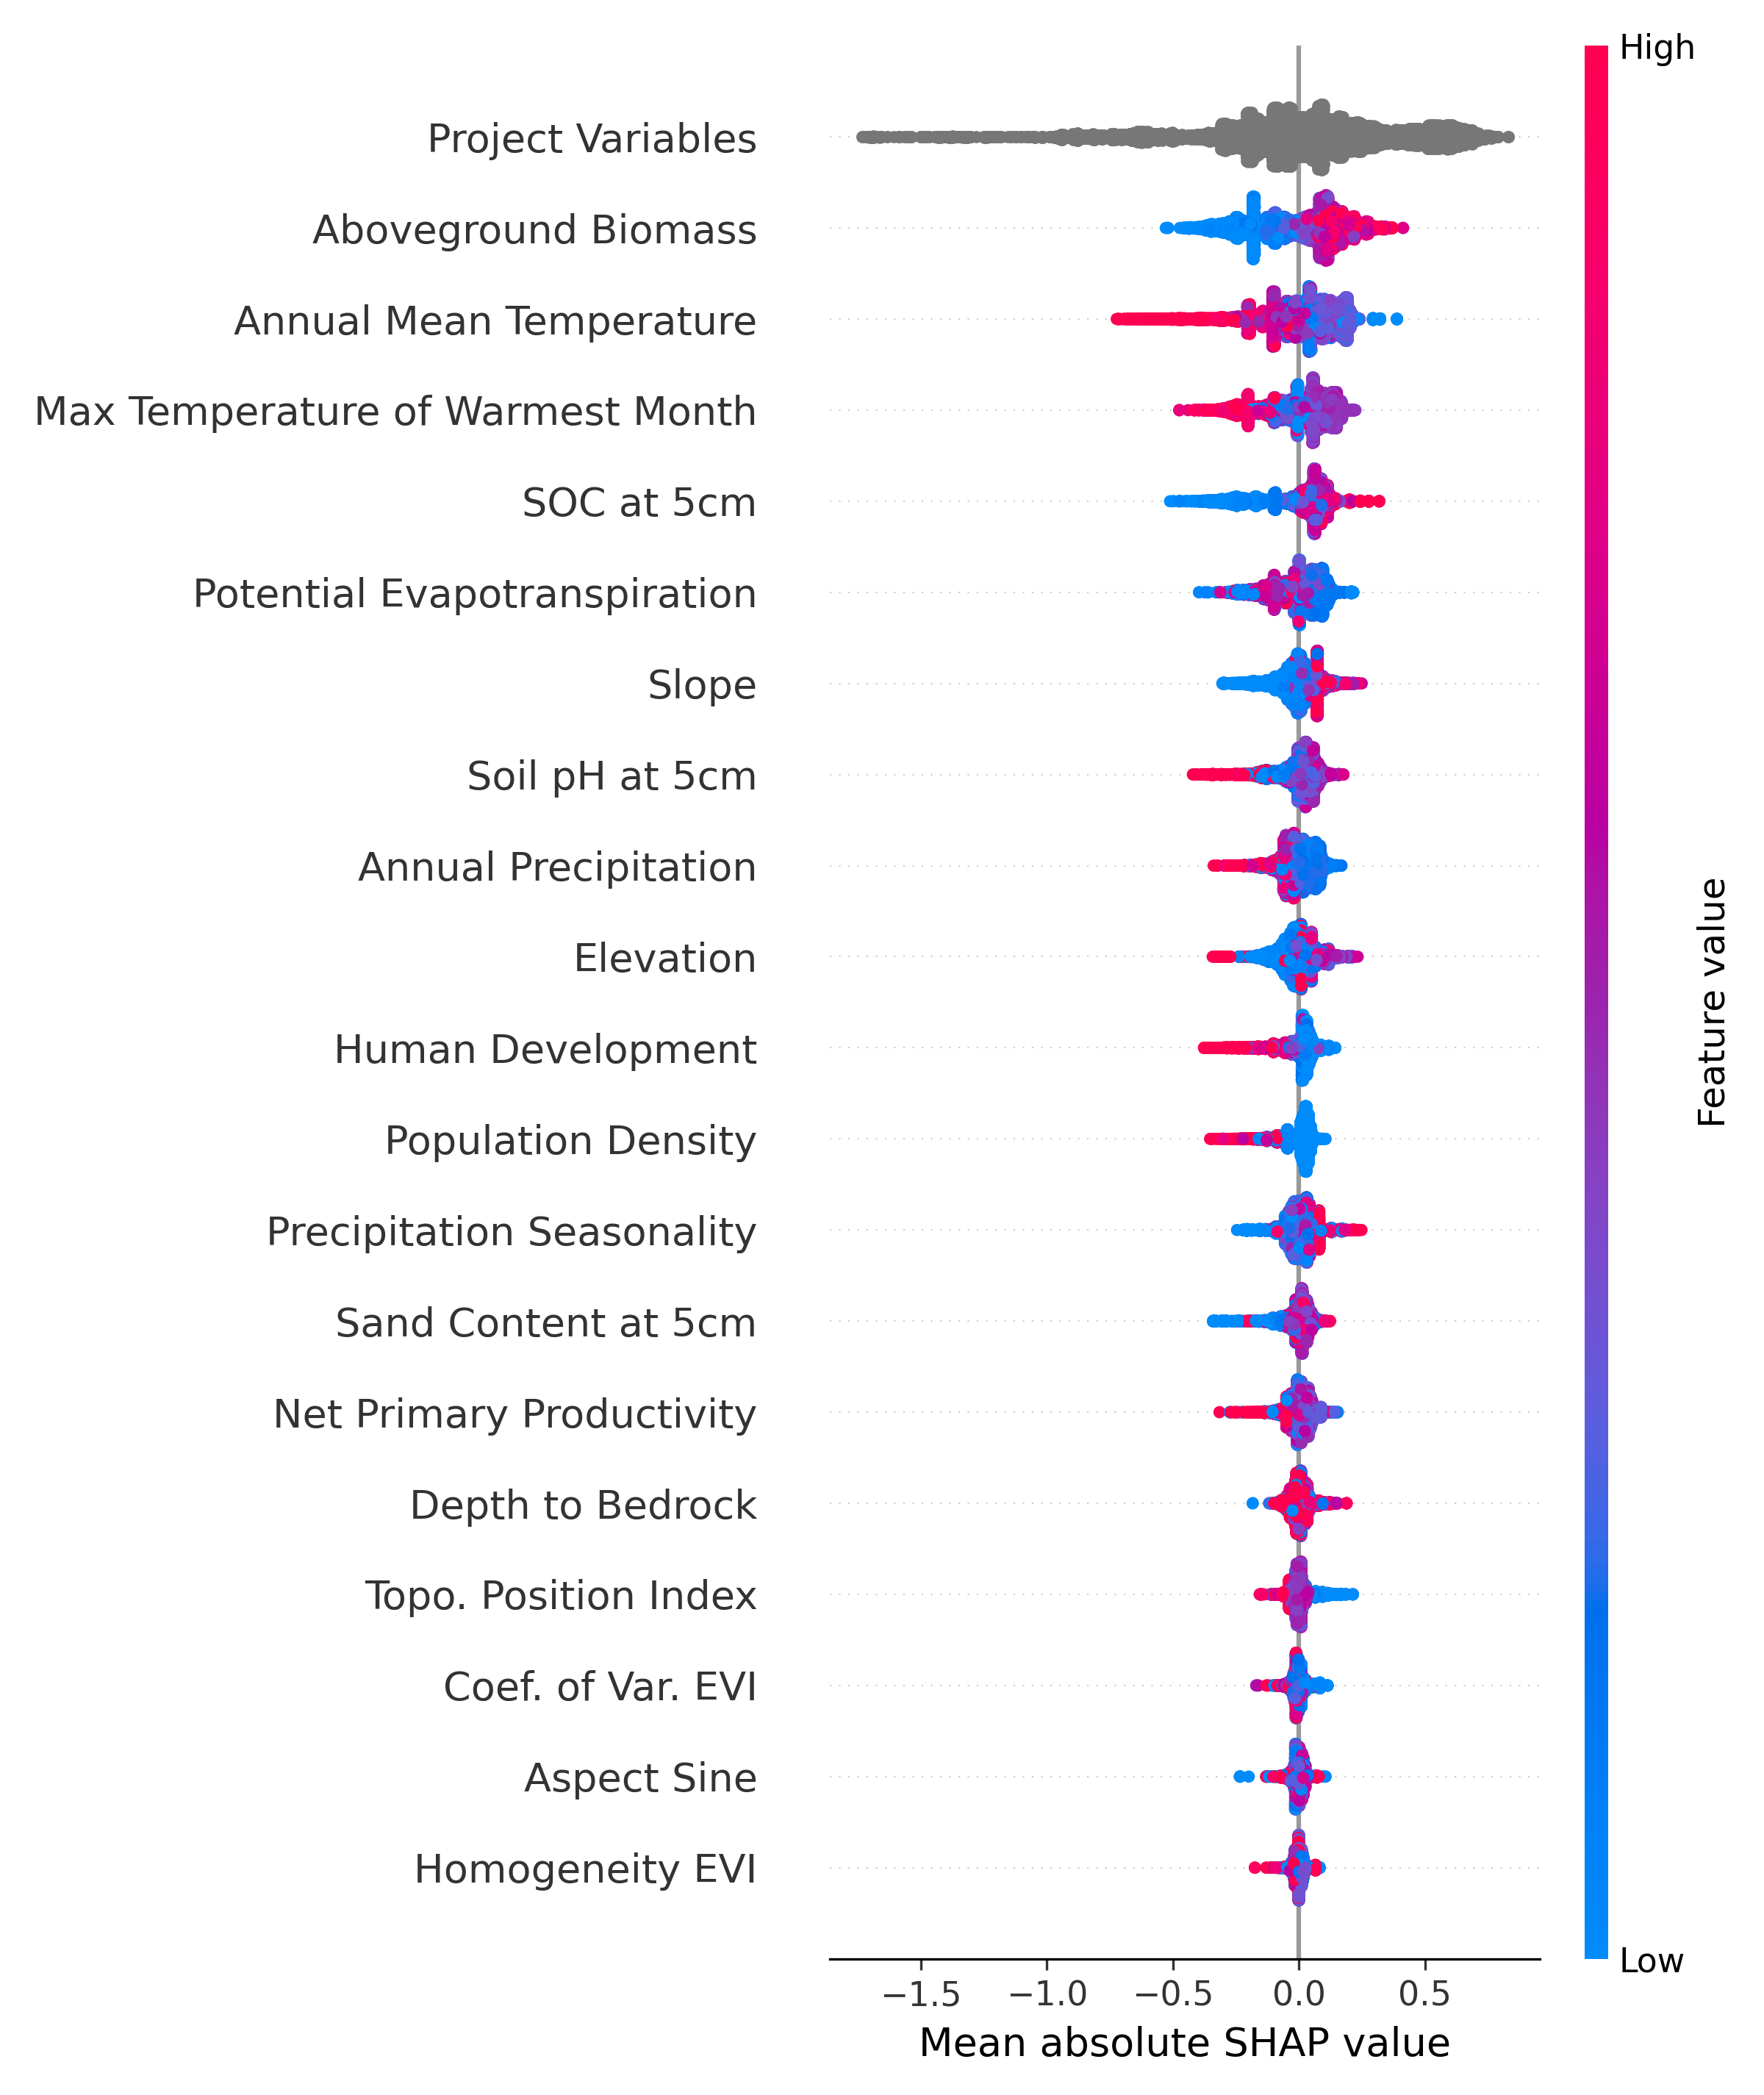 High
Project Variables
Aboveground Biomass
Annual Mean Temperature
Max Temperature of Warmest Month
SOC at 5cm
Potential Evapotranspiration
Slope
Soil pH at 5cm
Annual Precipitation
Elevation
Human Development
Population Density
Precipitation Seasonality
Sand Content at 5cm
Net Primary Productivity
Depth to Bedrock
Topo. Position Index
Coef. of Var. EVI
Aspect Sine
Homogeneity EVI
Feature value
Low
−1.5 −1.0 −0.5 0.0 0.5
Mean absolute SHAP value